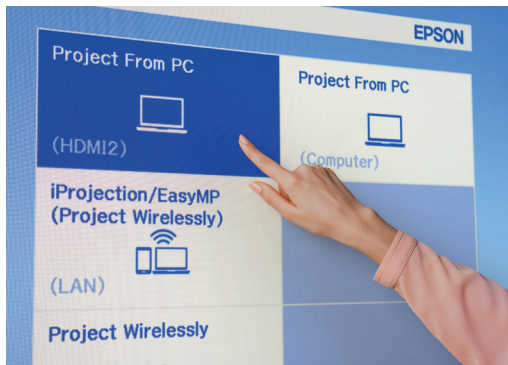 EPSON
Project From PC
(HDMI2)
Project From PC
(Computer)
iProjection/EasyMP
(Project Wirelessly)
(LAN)
Project Wirelessly